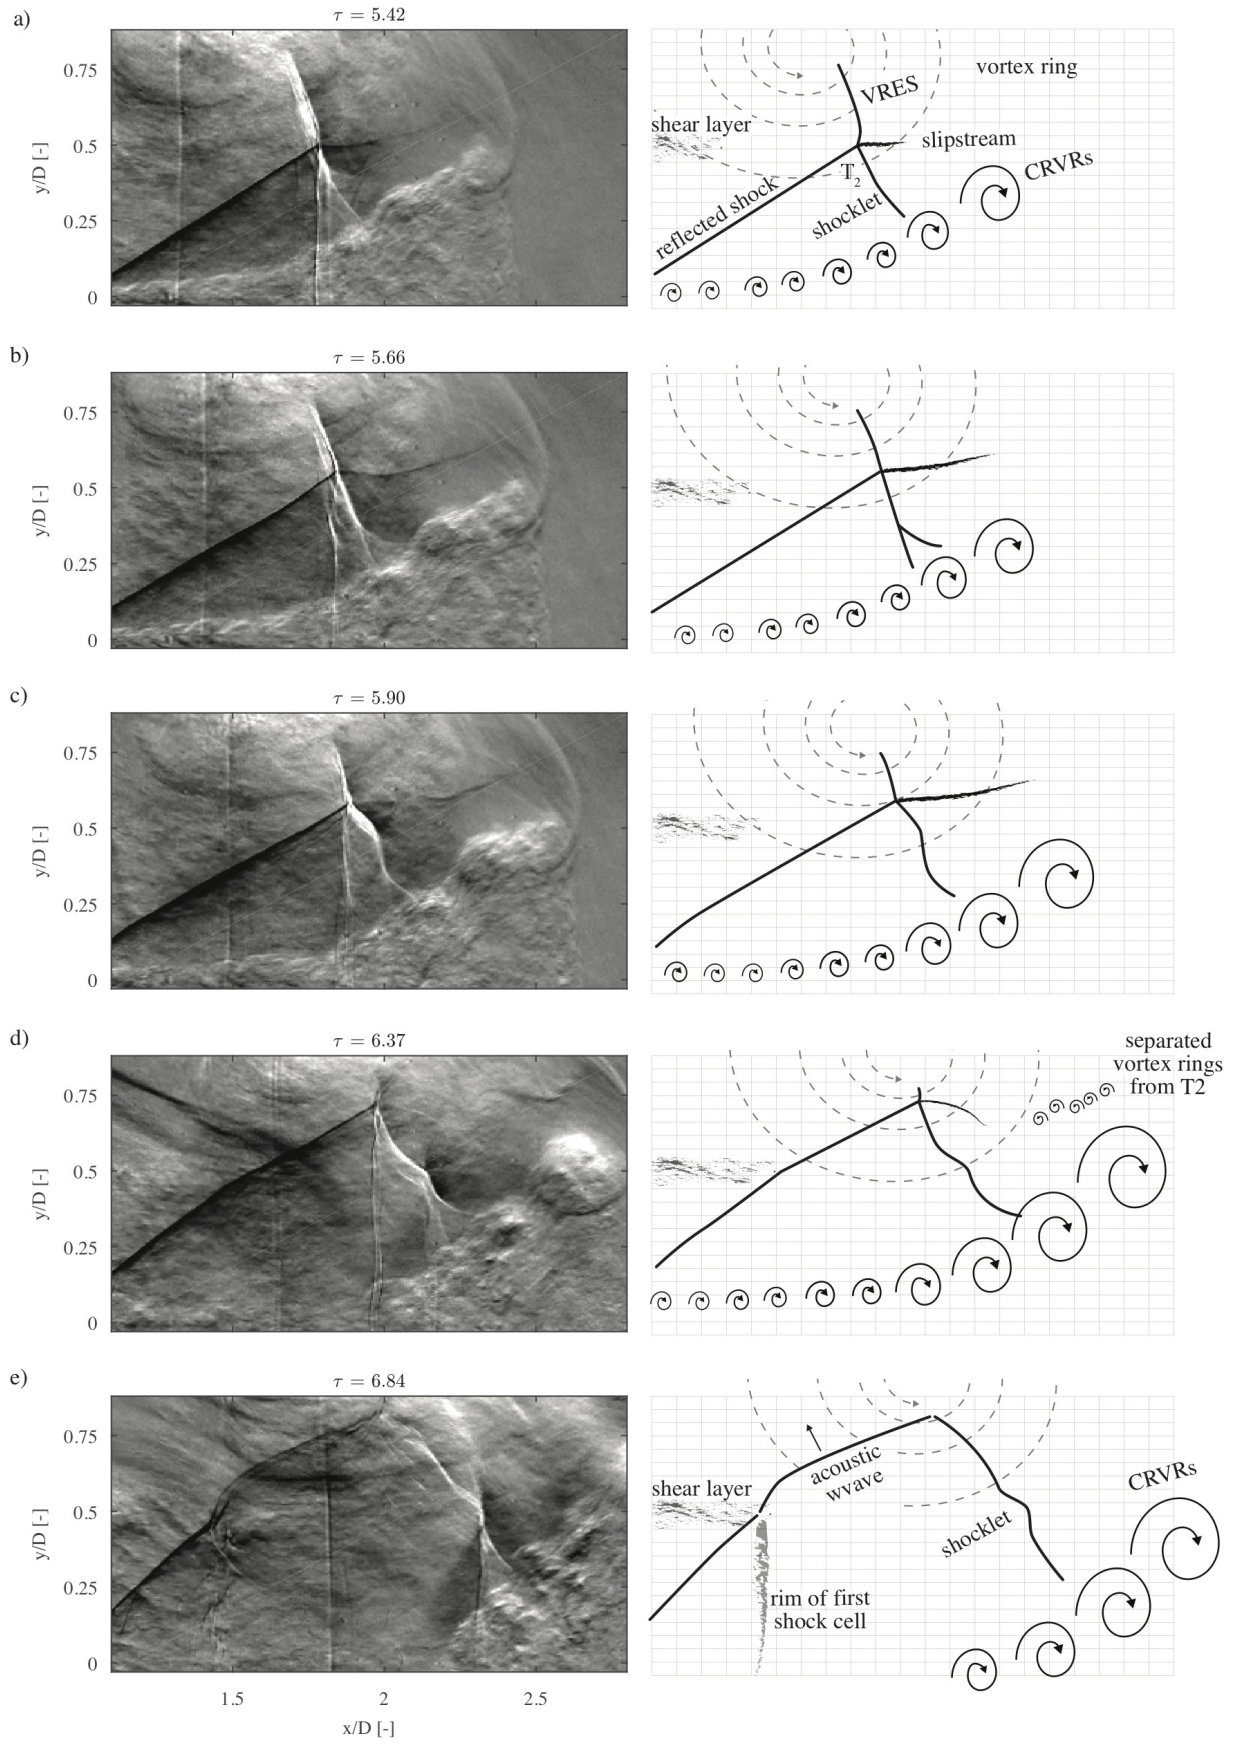 a)
τ = 5.42
0.75
0.5
0.25
0
y/D [-]
vortex ring
VRES
shear layer
slipstream
T2
CRVRs
reflected shock
shocklet
b)
τ = 5.66
0.75
0.5
0.25
0
y/D [-]
c)
τ = 5.90
0.75
0.5
0.25
0
y/D [-]
d)
τ = 6.37
0.75
0.5
0.25
0
y/D [-]
separated
vortex rings
from T2
e)
τ = 6.84
0.75
0.5
0.25
0
y/D [-]
1.5
2
2.5
x/D [-]
acoustic
wvave
shear layer
CRVRs
shocklet
rim of first
shock cell